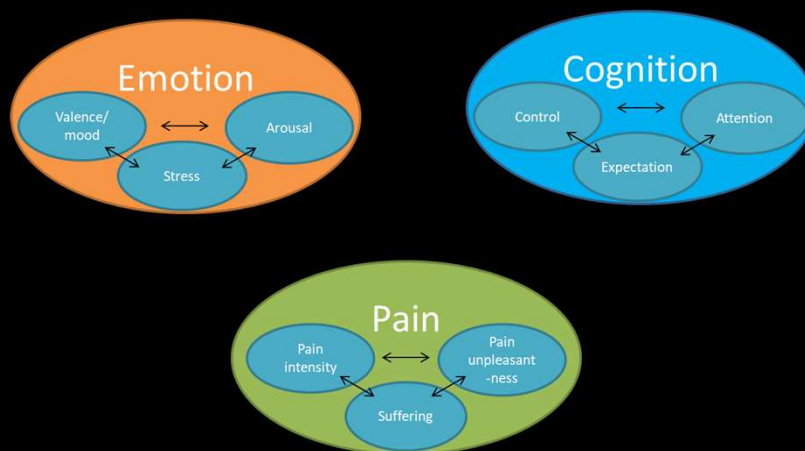 Emotion
Valence/
mood
Arousal
Stress
Cognition
Control
Attention
Expectation
Pain
Pain
intensity
Pain
unpleasant
-ness
Suffering